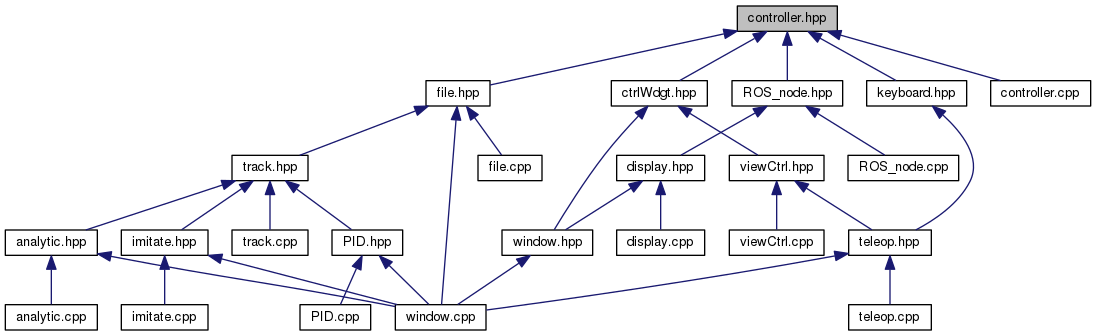 controller.hpp
file.hpp
ctrlWdgt.hpp
ROS_node.hpp
keyboard.hpp
controller.cpp
track.hpp
file.cpp
display.hpp
viewCtrl.hpp
ROS_node.cpp
analytic.hpp
imitate.hpp
track.cpp
PID.hpp
window.hpp
display.cpp
viewCtrl.cpp
teleop.hpp
analytic.cpp
imitate.cpp
PID.cpp
window.cpp
teleop.cpp